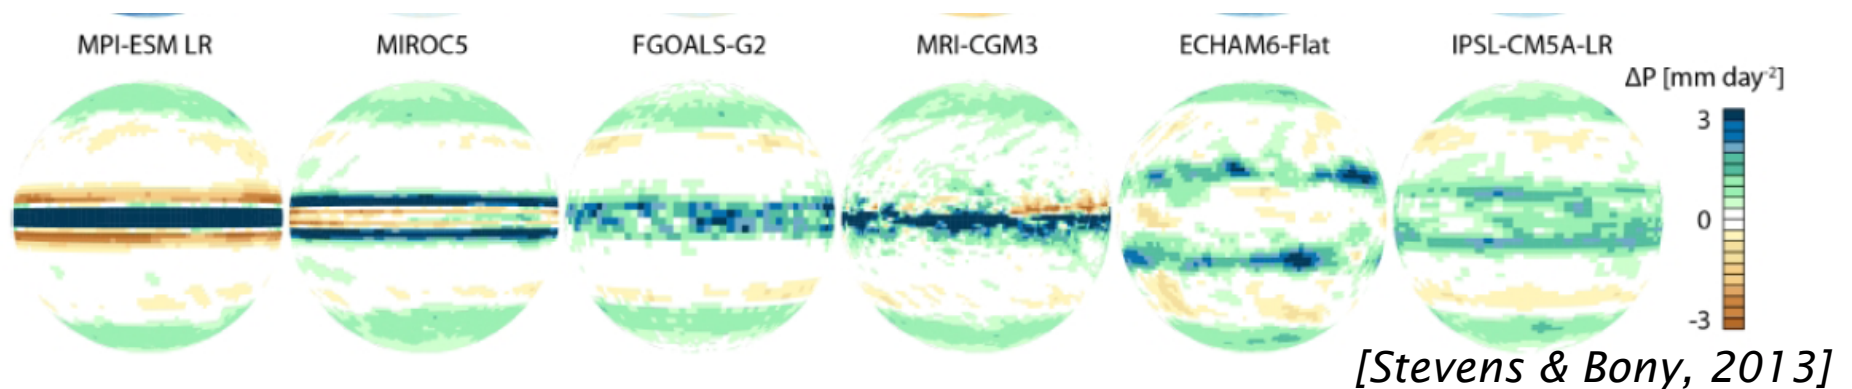 MPI-ESM LR MIROC5 FGOALS-G2 MRI-CGM3 ECHAM6-Flat IPSL-CM5A-LR
ΔP [mm day⁻²]
3
0
-3
[Stevens & Bony, 2013]